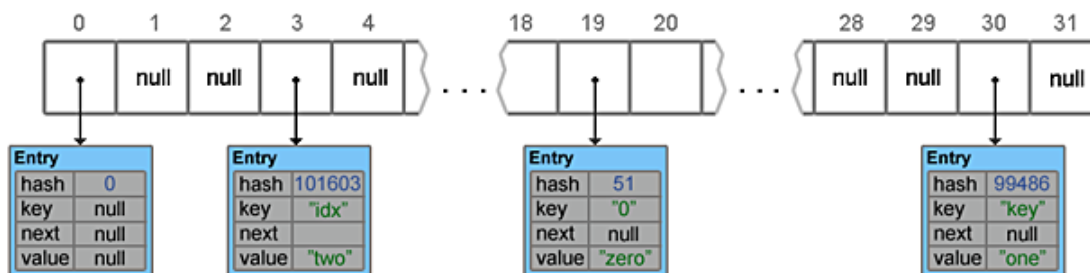 0 1 2 3 4 18 19 20 28 29 30 31
null null null . . . . . . null null null
Entry Entry Entry Entry
hash 0 hash 101603 hash 51 hash 99486
key null key "idx" key "0" key "key"
next null next next null next null
value null value "two" value "zero" value "one"